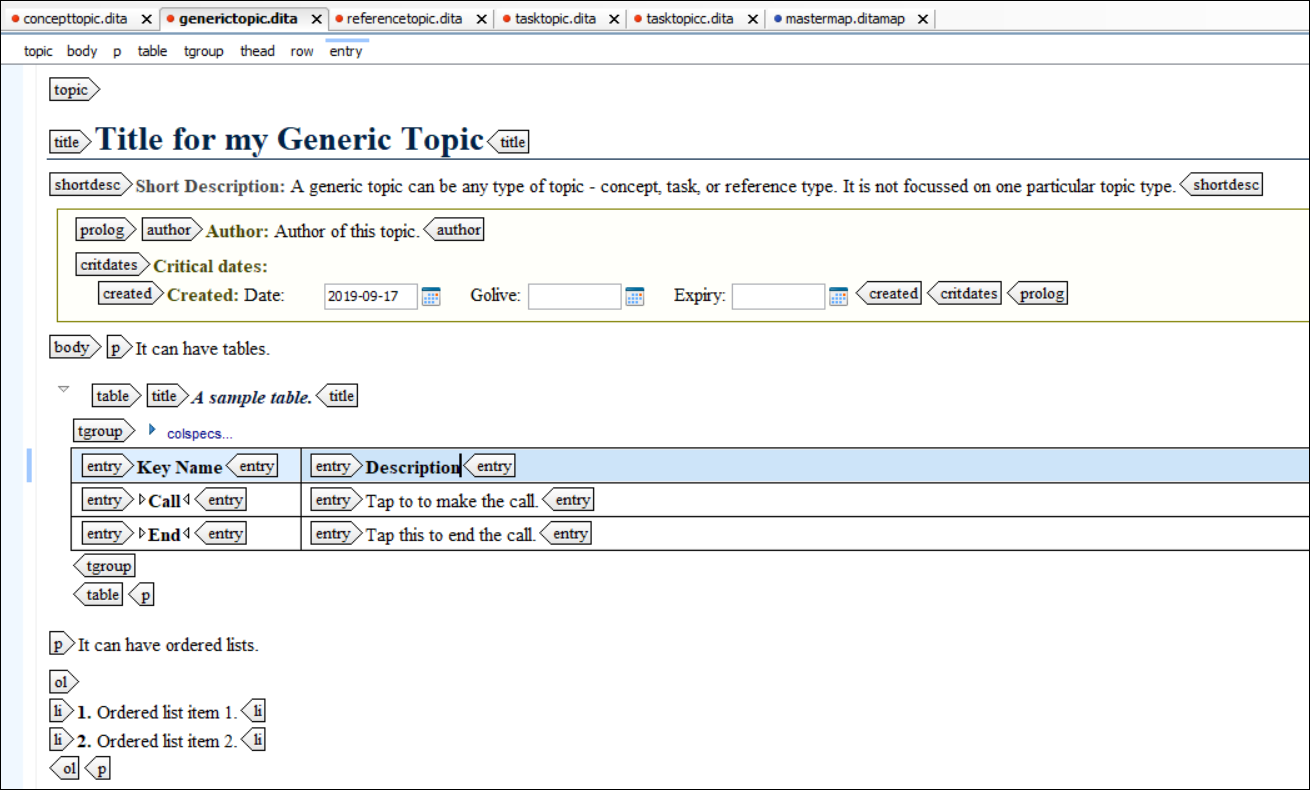 concepttopic.dita generictopic.dita referencetopic.dita tasktopic.dita tasktopicc.dita mastermap.ditamap
topic body p table tgroup thead row entry
topic
title Title for my Generic Topic title
shortdesc Short Description: A generic topic can be any type of topic - concept, task, or reference type. It is not focussed on one particular topic type. shortdesc
prolog author Author: Author of this topic. author
critdates Critical dates:
created Created: Date: 2019-09-17 Golive: Expiry: created critdates prolog
body p It can have tables.
table title A sample table. title
tgroup colspecs...
entry Key Name entry entry Description entry
entry Call entry entry Tap to to make the call. entry
entry End entry entry Tap this to end the call. entry
tgroup
table p
p It can have ordered lists.
ol
li 1. Ordered list item 1. li
li 2. Ordered list item 2. li
ol p